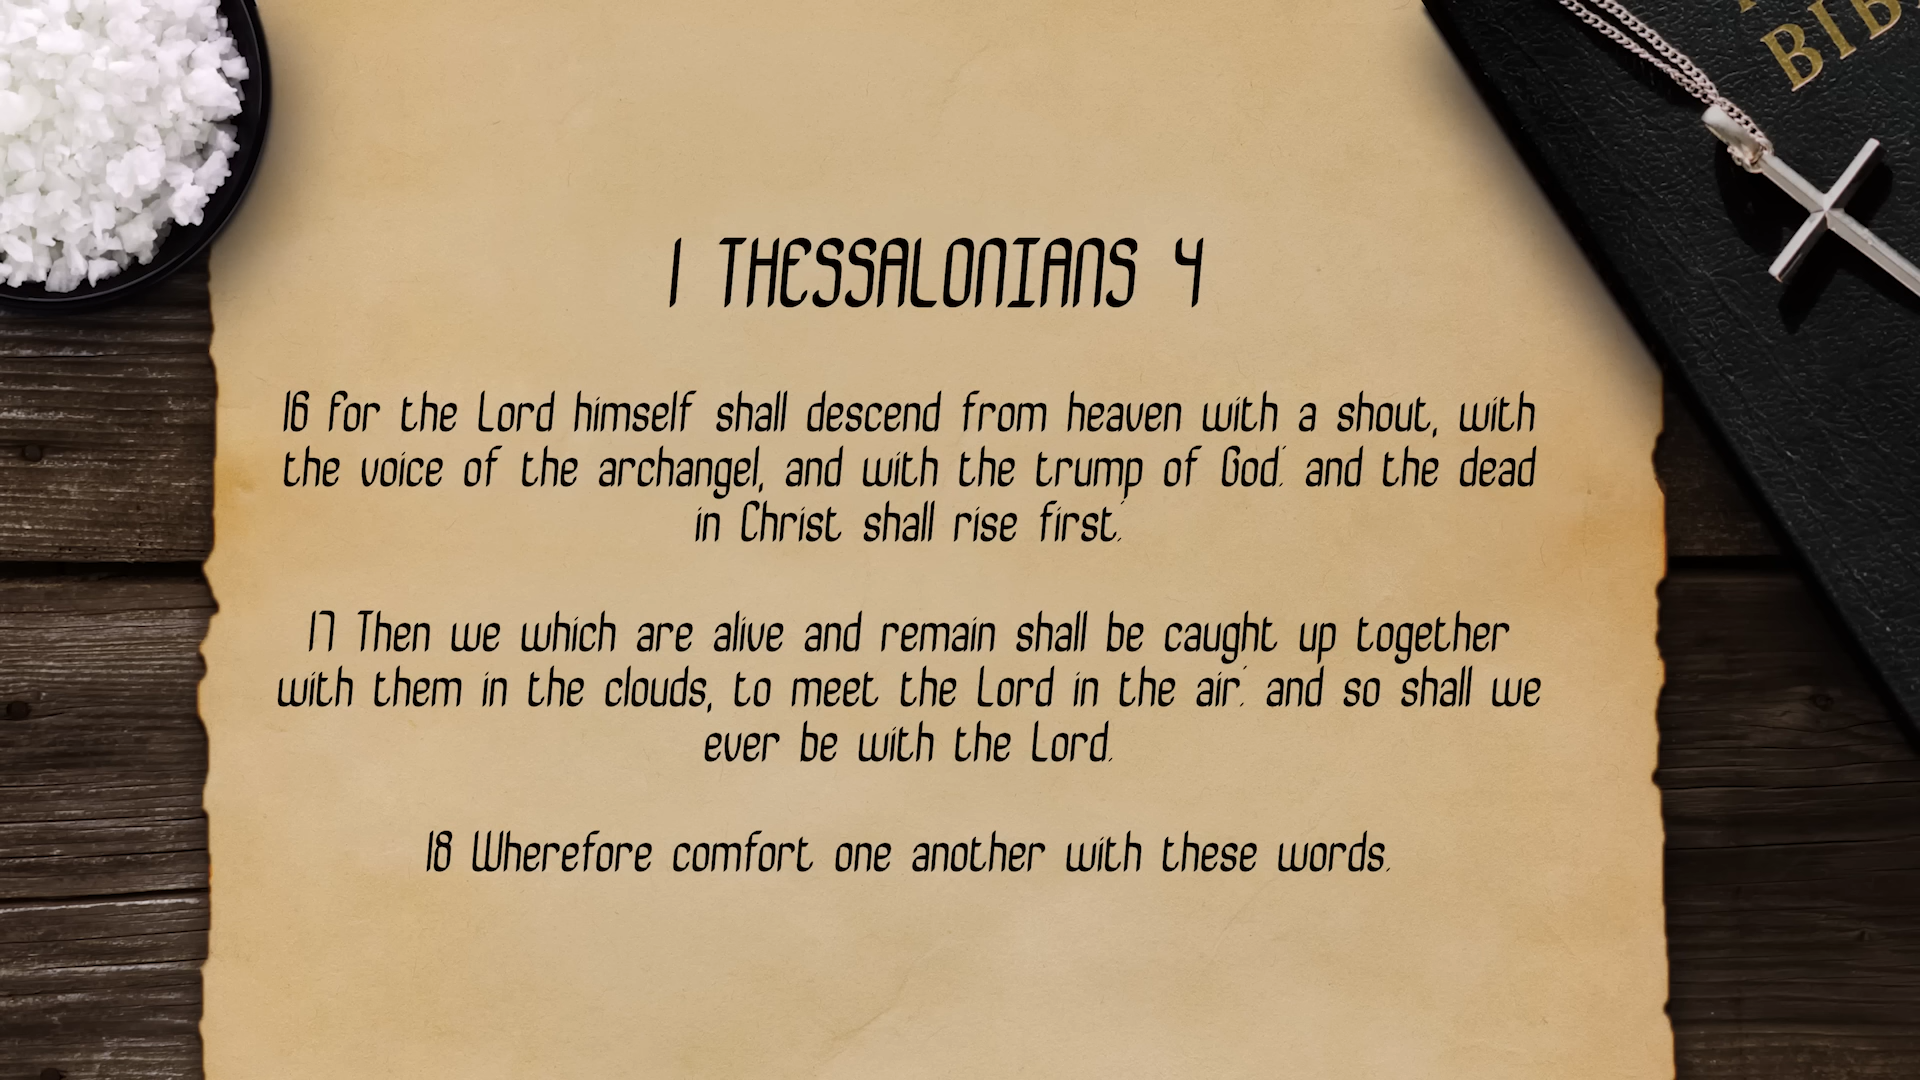 BIB
1 THESSALONIANS 4
16 for the Lord himself shall descend from heaven with a shout, with
the voice of the archangel, and with the trump of God: and the dead
in Christ shall rise first:
17 Then we which are alive and remain shall be caught up together
with them in the clouds, to meet the Lord in the air: and so shall we
ever be with the Lord.
18 Wherefore comfort one another with these words.